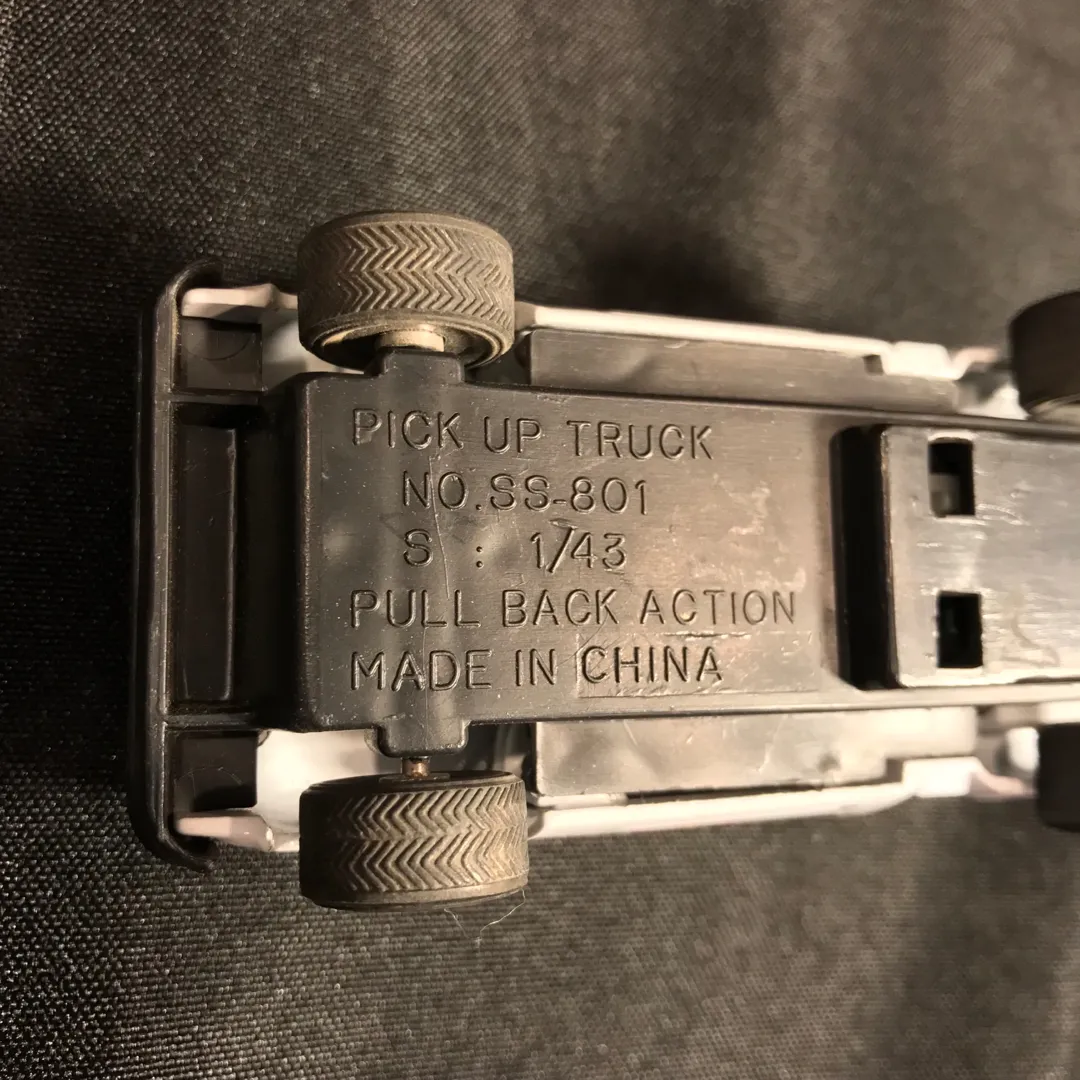 PICK UP TRUCK
NO.SS-801
S : 1/43
PULL BACK ACTION
MADE IN CHINA